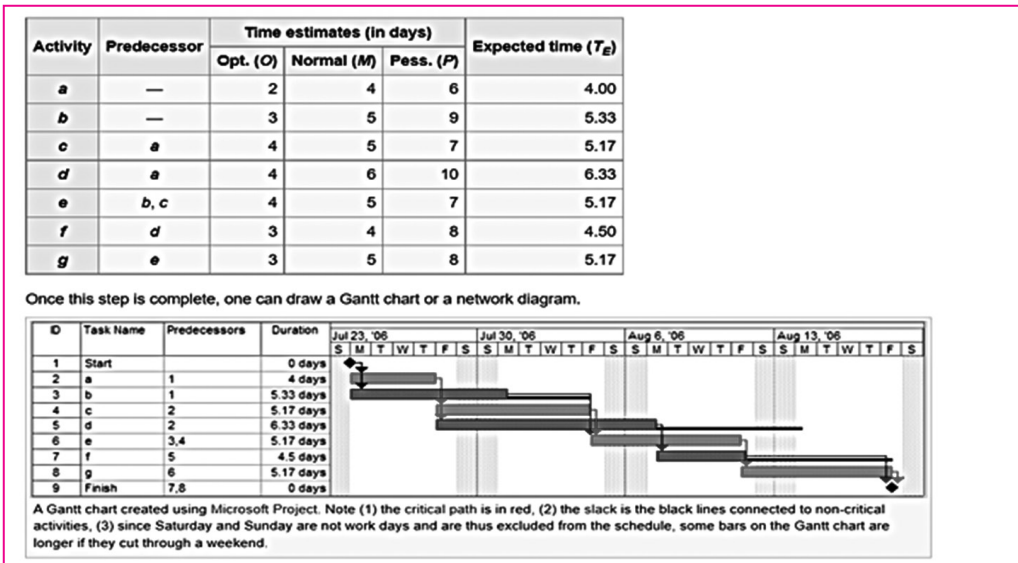 Activity Predecessor Time estimates (in days) Expected time (TE)
Opt. (O) Normal (M) Pess. (P)
a — 2 4 6 4.00
b — 3 5 9 5.33
c a 4 5 7 5.17
d a 4 6 10 6.33
e b, c 4 5 7 5.17
f d 3 4 8 4.50
g e 3 5 8 5.17
Once this step is complete, one can draw a Gantt chart or a network diagram.
ID Task Name Predecessors Duration Jul 23, '06 Jul 30, '06 Aug 6, '06 Aug 13, '06
S M T W T F S S M T W T F S S M T W T F S S M T W T F S
1 Start 0 days
2 a 1 4 days
3 b 1 5.33 days
4 c 2 5.17 days
5 d 2 6.33 days
6 e 3,4 5.17 days
7 f 5 4.5 days
8 g 6 5.17 days
9 Finish 7,8 0 days
A Gantt chart created using Microsoft Project. Note (1) the critical path is in red, (2) the slack is the black lines connected to non-critical
activities, (3) since Saturday and Sunday are not work days and are thus excluded from the schedule, some bars on the Gantt chart are
longer if they cut through a weekend.